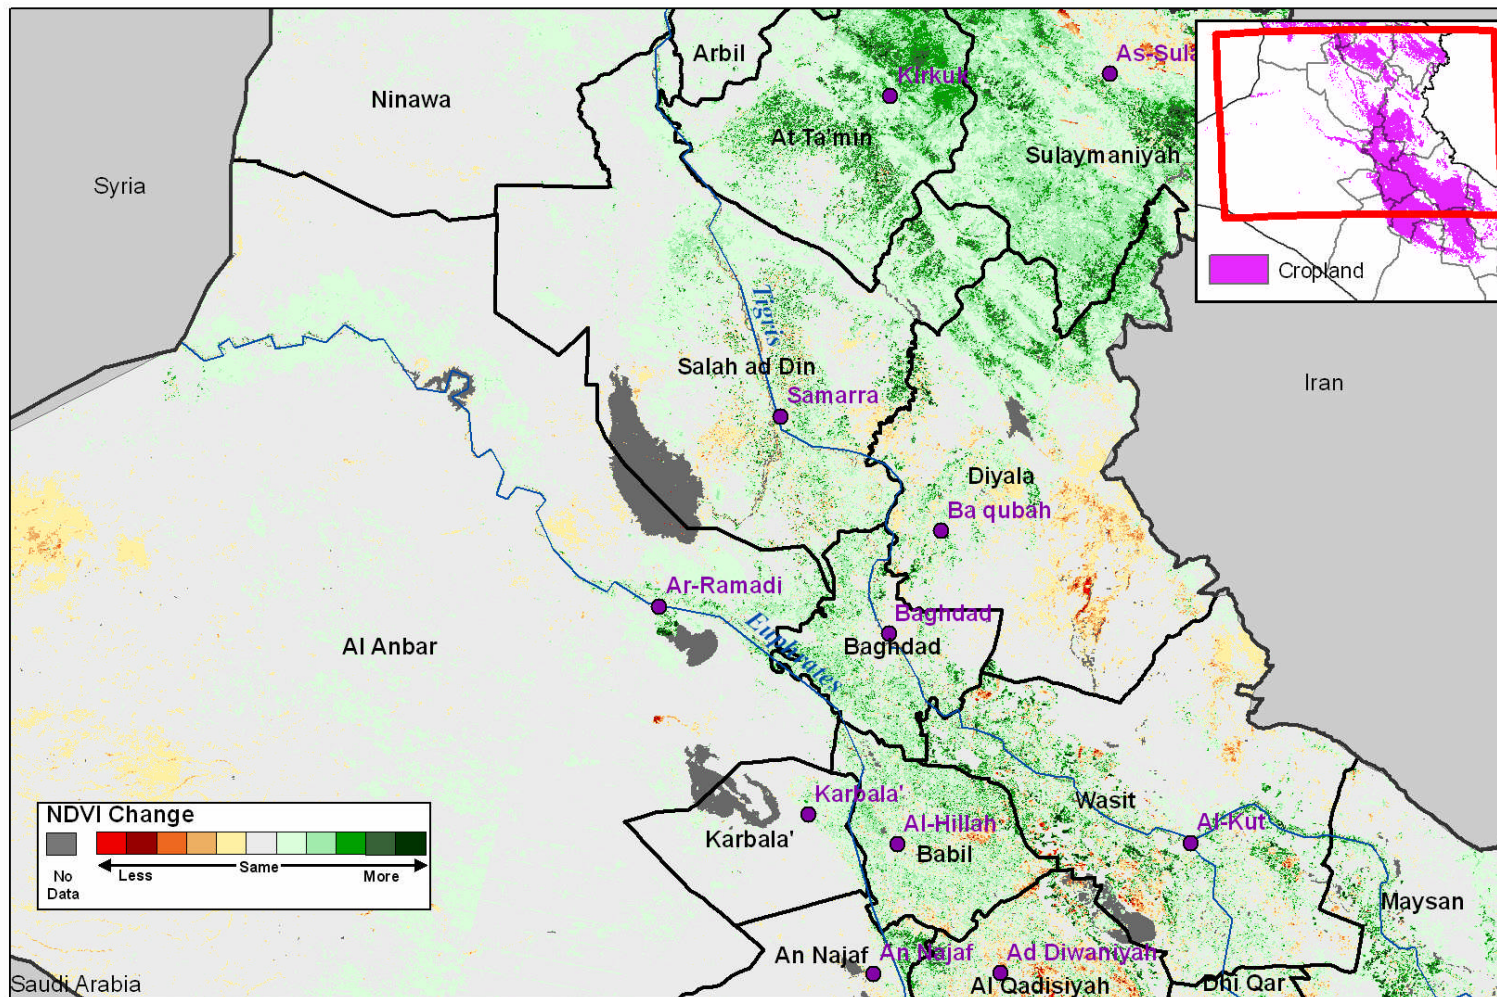 Arbil
As-Sula
Kirkuk
Ninawa
At Ta'min
Sulaymaniyah
Syria
Cropland
Tigris
Salah ad Din
Iran
Samarra
Diyala
Ba qubah
Ar-Ramadi
Baghdad
Euphrates
Al Anbar
Baghdad
NDVI Change
Less
Same
More
No
Data
Karbala'
Wasit
Al-Hillah
Al-Kut
Karbala'
Babil
Maysan
An Najaf
An Najaf
Ad Diwaniyah
Saudi Arabia
Al Qadisiyah
Dhi Qar